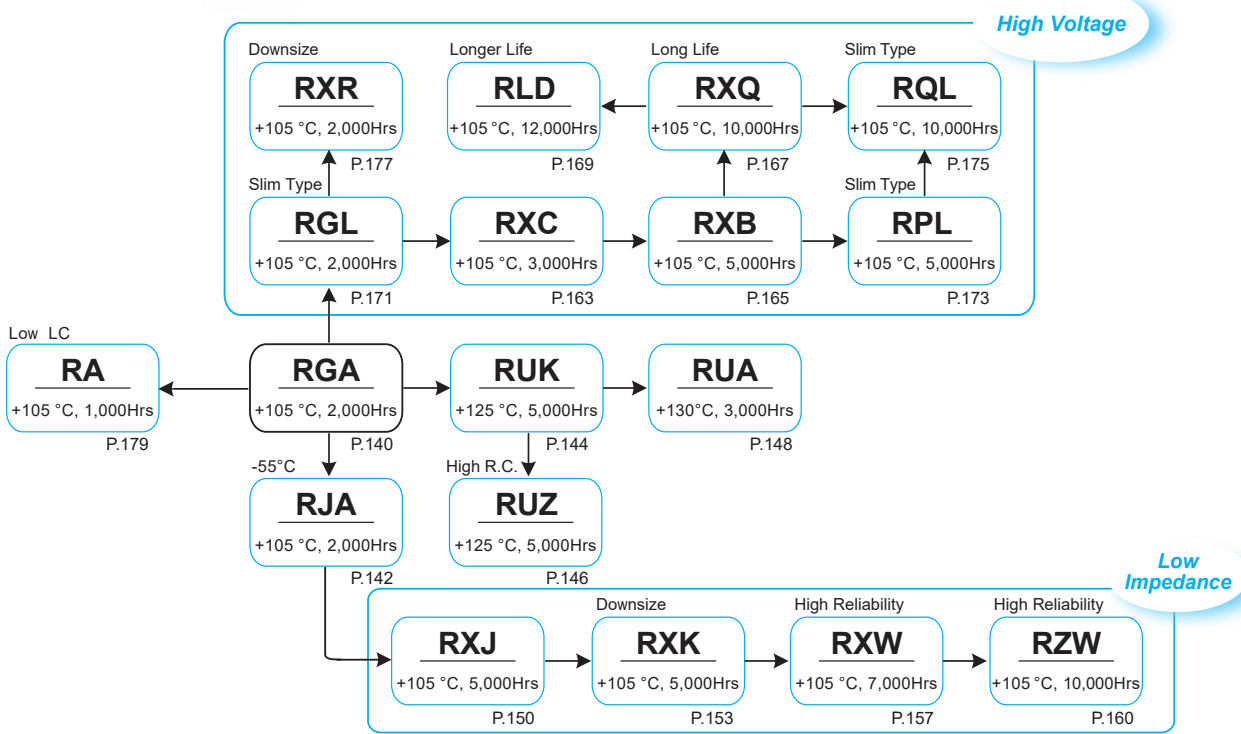 High Voltage
Downsize
Longer Life
Long Life
Slim Type
RXR
RLD
RXQ
RQL
+105 °C, 2,000Hrs
+105 °C, 12,000Hrs
+105 °C, 10,000Hrs
+105 °C, 10,000Hrs
P.177
P.169
P.167
P.175
Slim Type
Slim Type
RGL
RXC
RXB
RPL
+105 °C, 2,000Hrs
+105 °C, 3,000Hrs
+105 °C, 5,000Hrs
+105 °C, 5,000Hrs
P.171
P.163
P.165
P.173
Low LC
RA
RGA
RUK
RUA
+105 °C, 1,000Hrs
+105 °C, 2,000Hrs
+125 °C, 5,000Hrs
+130°C, 3,000Hrs
P.179
P.140
P.144
P.148
-55°C
High R.C.
RJA
RUZ
+105 °C, 2,000Hrs
+125 °C, 5,000Hrs
P.142
P.146
Low
Impedance
Downsize
High Reliability
High Reliability
RXJ
RXK
RXW
RZW
+105 °C, 5,000Hrs
+105 °C, 5,000Hrs
+105 °C, 7,000Hrs
+105 °C, 10,000Hrs
P.150
P.153
P.157
P.160